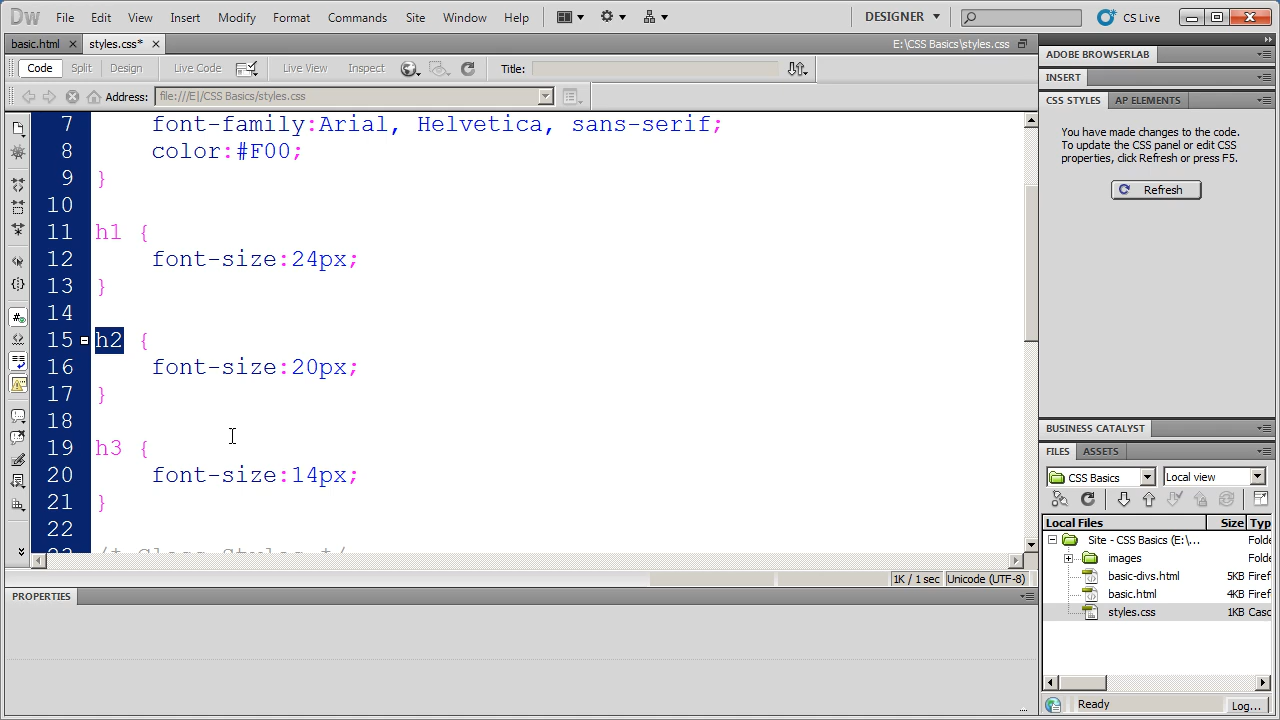 Dw File Edit View Insert Modify Format Commands Site Window Help DESIGNER CS Live
basic.html styles.css* E:\CSS Basics\styles.css
Code Split Design Live Code Live View Inspect Title:
Address: file:///E|/CSS Basics/styles.css
7 font-family:Arial, Helvetica, sans-serif;
8 color:#F00;
9 }
10
11 h1 {
12 font-size:24px;
13 }
14
15 h2 {
16 font-size:20px;
17 }
18
19 h3 {
20 font-size:14px;
21 }
22
1K / 1 sec Unicode (UTF-8)
PROPERTIES
ADOBE BROWSERLAB
INSERT
CSS STYLES AP ELEMENTS
You have made changes to the code.
To update the CSS panel or edit CSS
properties, click Refresh or press F5.
Refresh
BUSINESS CATALYST
FILES ASSETS
CSS Basics Local view
Local Files Size Typ
Site - CSS Basics (E:\... Folde
images Folde
basic-divs.html 5KB Firef
basic.html 4KB Firef
styles.css 1KB Casc
Ready Log...